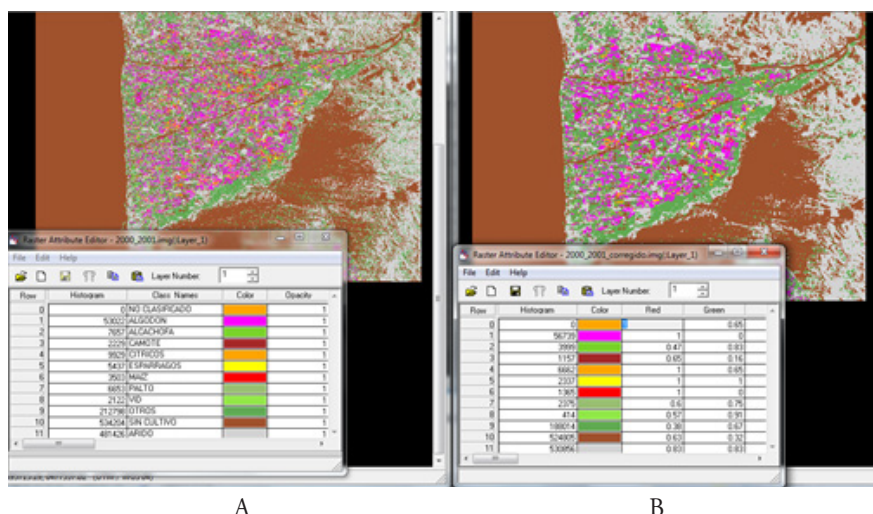 Raster Attribute Editor - 2000_2001.img(:Layer_1)
File Edit Help
Layer Number: 1
Row Histogram Class Names Color Opacity
0 0 NO CLASIFICADO 1
1 53022 ALGODON 1
2 7657 ALCACHOFA 1
3 2229 CAMOTE 1
4 9929 CITRICOS 1
5 5437 ESPARRAGOS 1
6 3503 MAIZ 1
7 6653 PALTO 1
8 2122 VID 1
9 212798 OTROS 1
10 534204 SIN CULTIVO 1
11 481426 ARIDO 1
A
Raster Attribute Editor - 2000_2001_corregido.img(:Layer_1)
File Edit Help
Layer Number: 1
Row Histogram Color Red Green
0 0 0.65
1 56739 1 0
2 3999 0.47 0.83
3 1157 0.65 0.16
4 6662 1 0.65
5 2337 1 1
6 1365 1 0
7 2375 0.6 0.75
8 414 0.57 0.91
9 188014 0.38 0.67
10 524805 0.63 0.32
11 530856 0.83 0.83
B